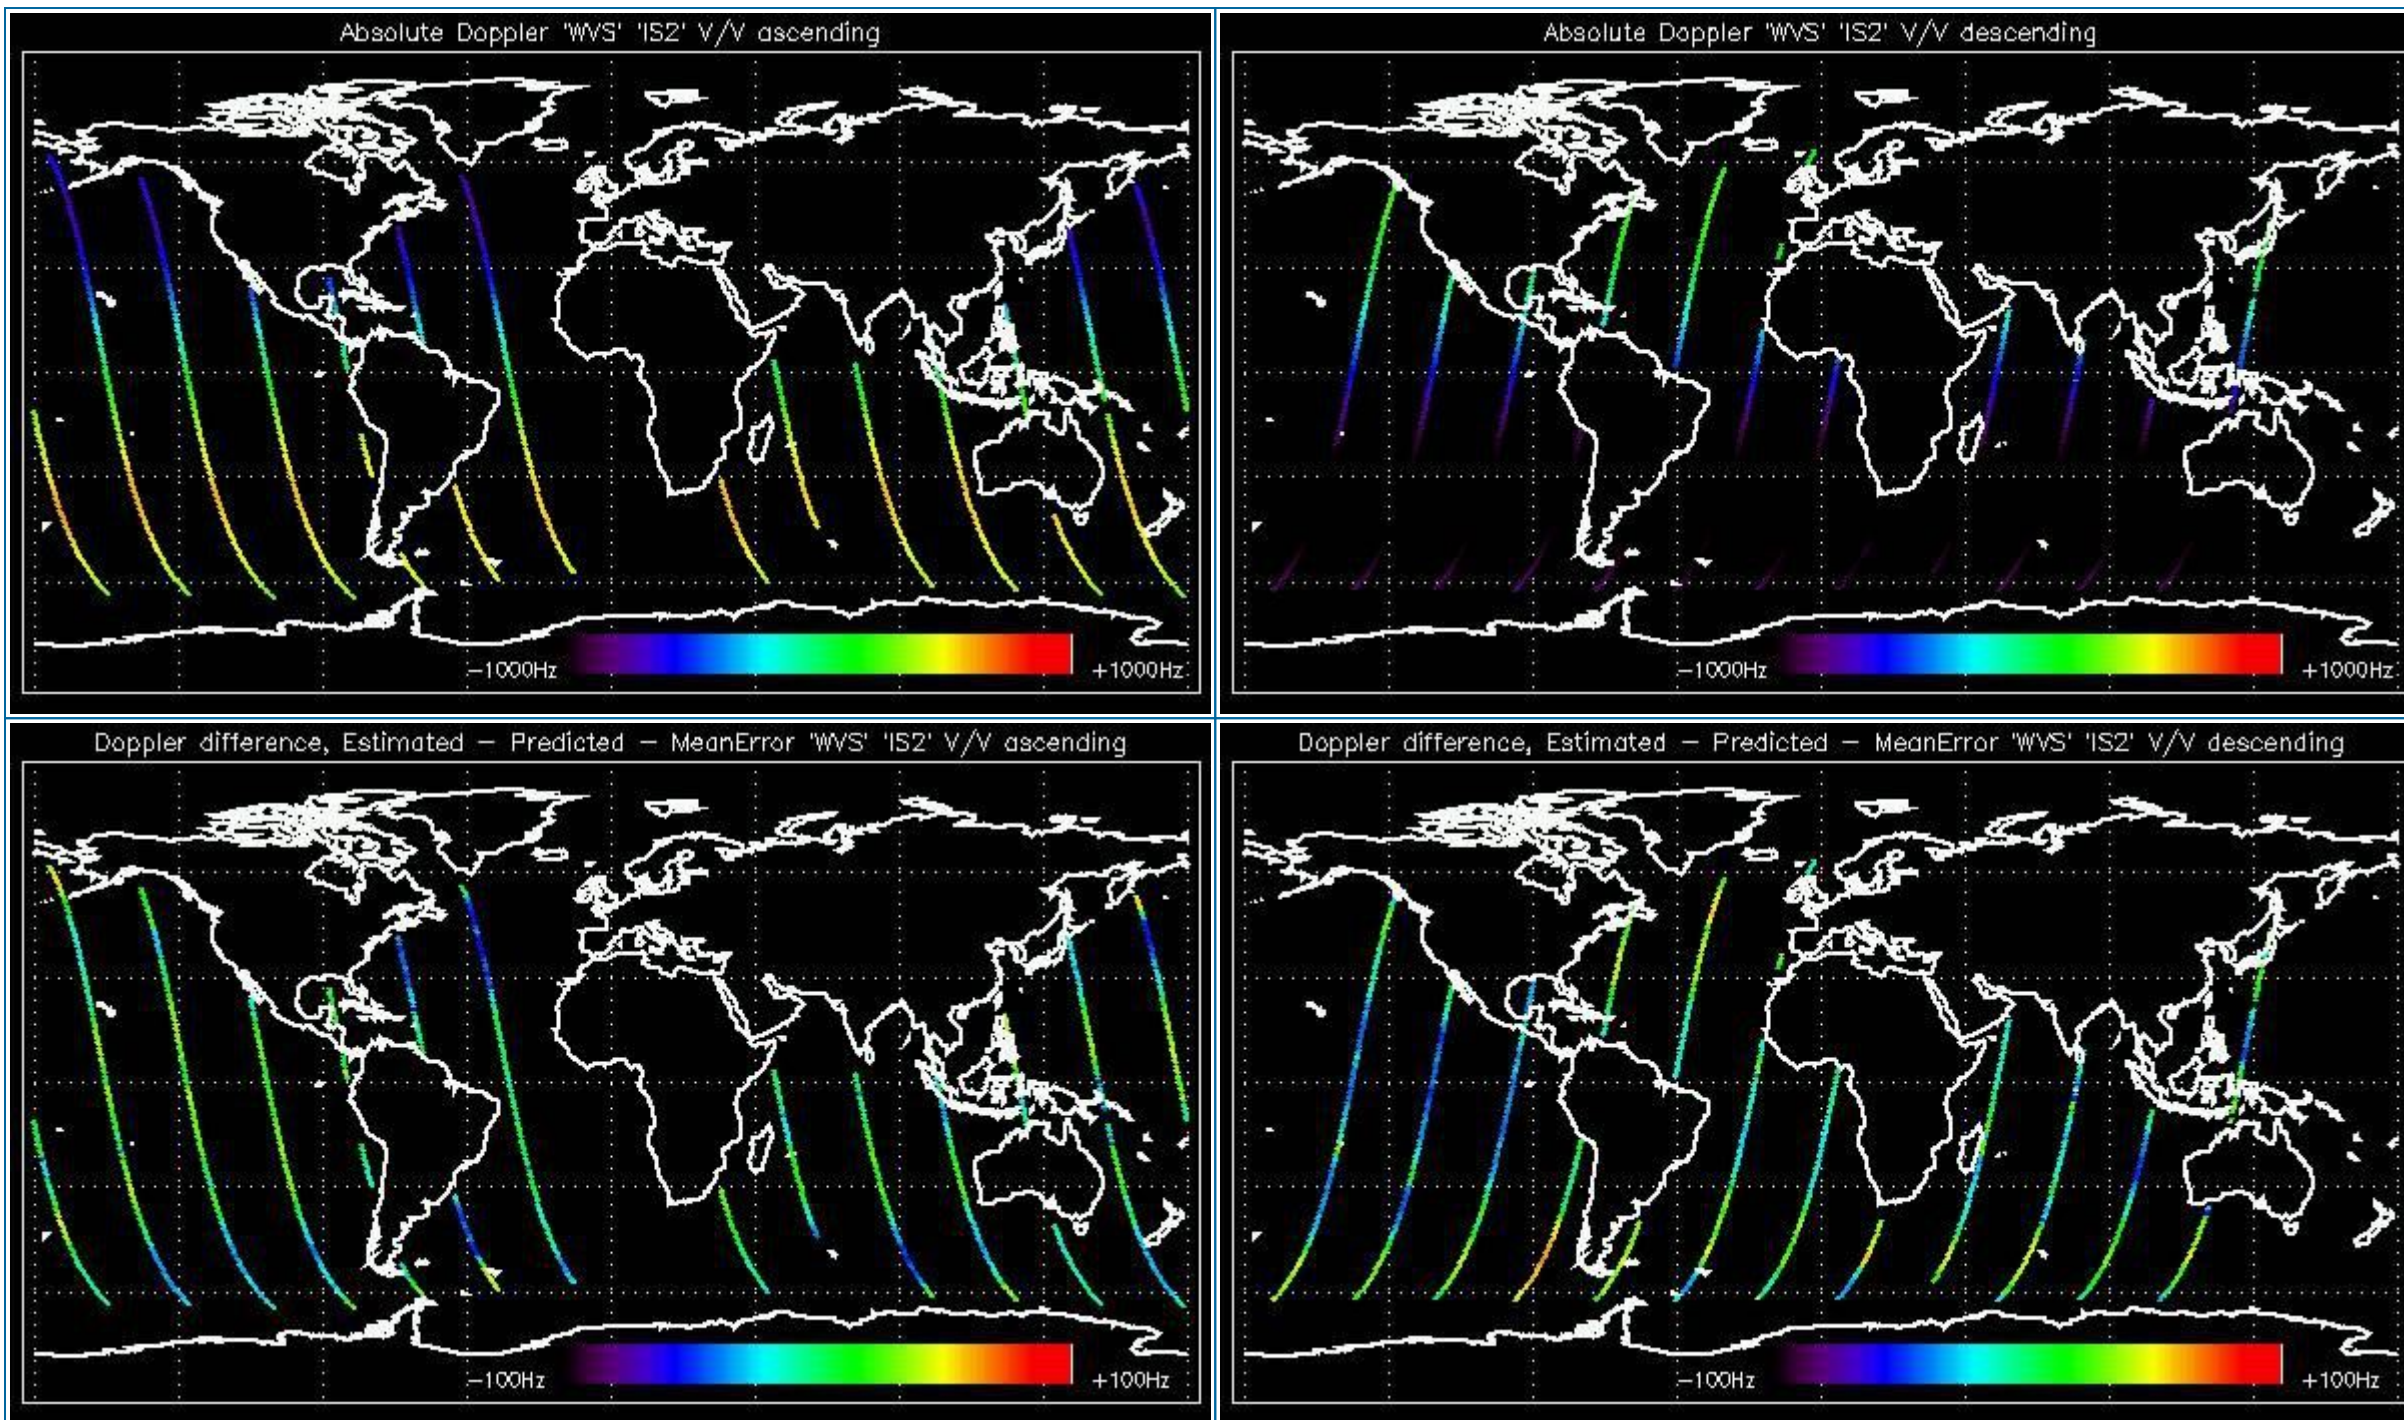 Absolute Doppler 'WVS' 'IS2' V/V ascending
−1000Hz
+1000Hz
Absolute Doppler 'WVS' 'IS2' V/V descending
−1000Hz
+1000Hz
Doppler difference, Estimated − Predicted − MeanError 'WVS' 'IS2' V/V ascending
−100Hz
+100Hz
Doppler difference, Estimated − Predicted − MeanError 'WVS' 'IS2' V/V descending
−100Hz
+100Hz